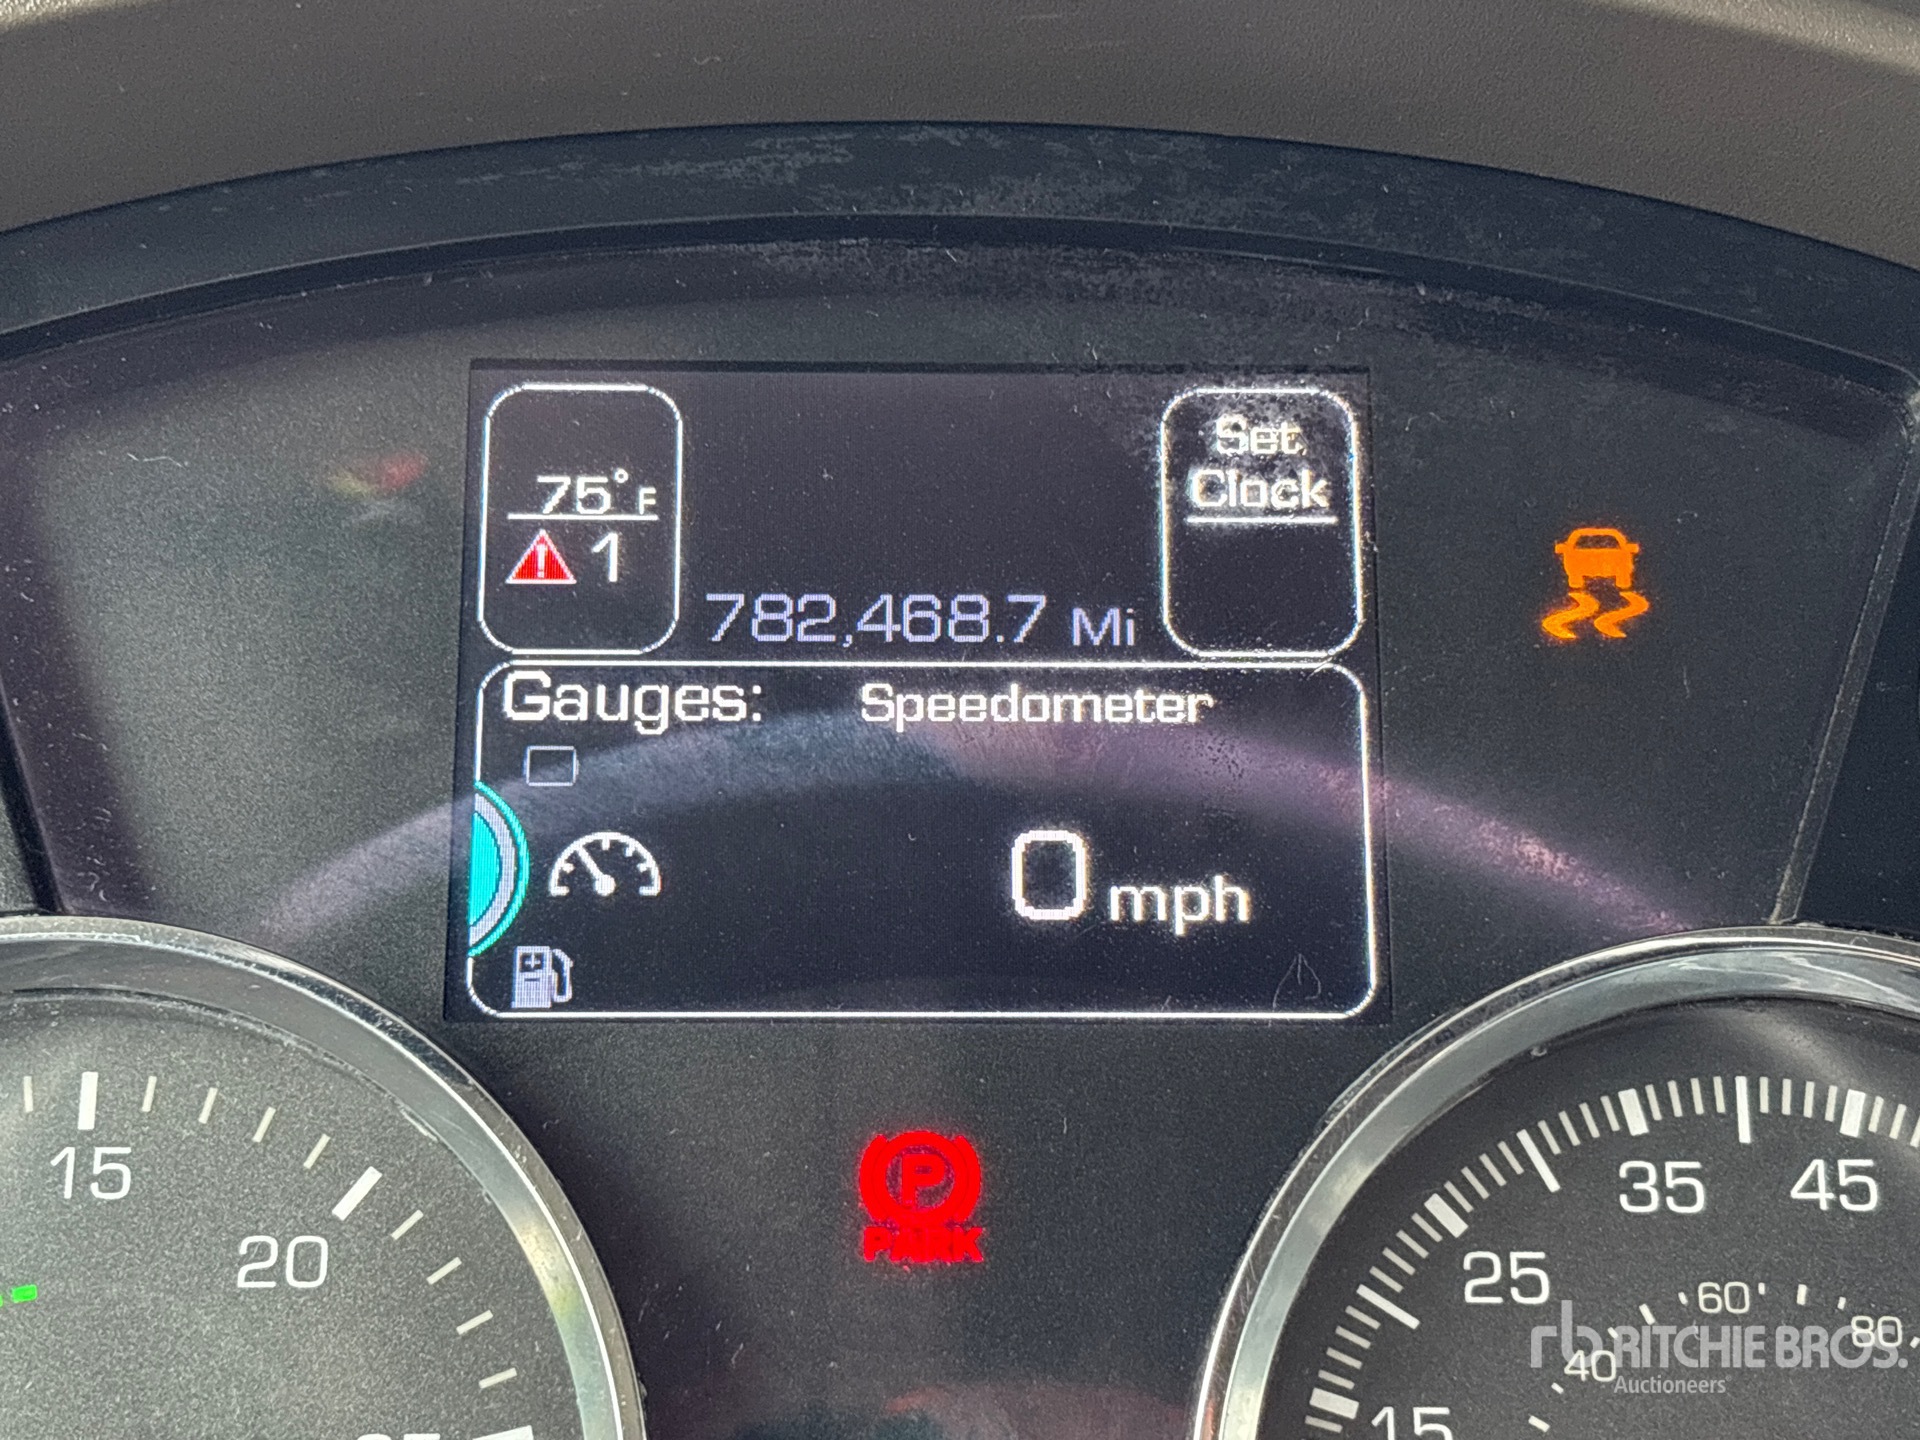 75°F
1
Set
Clock
782,468.7 Mi
Gauges: Speedometer
0 mph
P
PARK
15
20
15
25
35
45
40
60
80
rb RITCHIE BROS.
Auctioneers